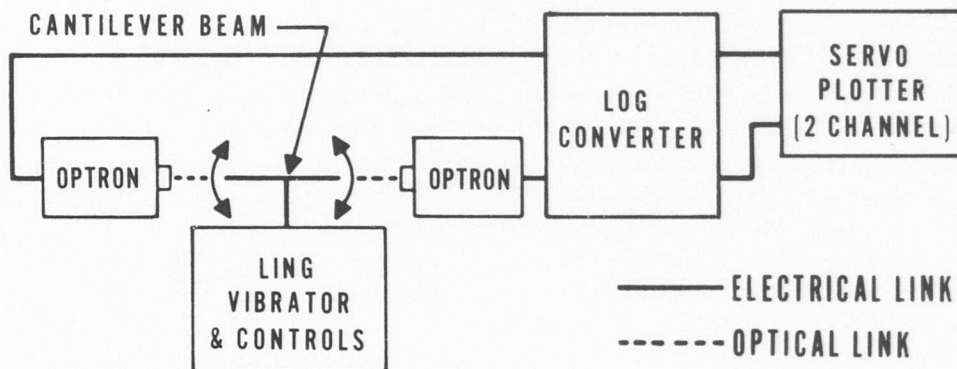 CANTILEVER BEAM
OPTRON
OPTRON
LING
VIBRATOR
& CONTROLS
LOG
CONVERTER
SERVO
PLOTTER
(2 CHANNEL)
ELECTRICAL LINK
OPTICAL LINK